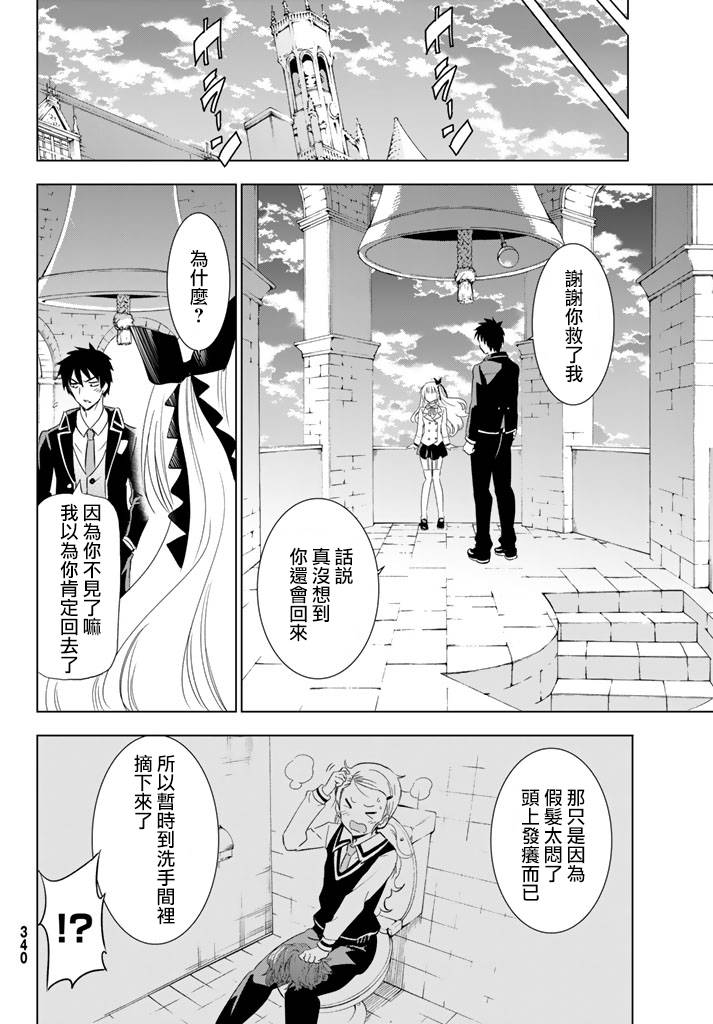 ガラーン
ガラーン
謝謝你救了我
話説
真沒想到
你還會回來
為什麼?
因為你不見了嘛
我以為你肯定回去了
那只是因為
假髮太悶了
頭上發癢而已
所以暫時到洗手間裡
摘下來了
!?
340